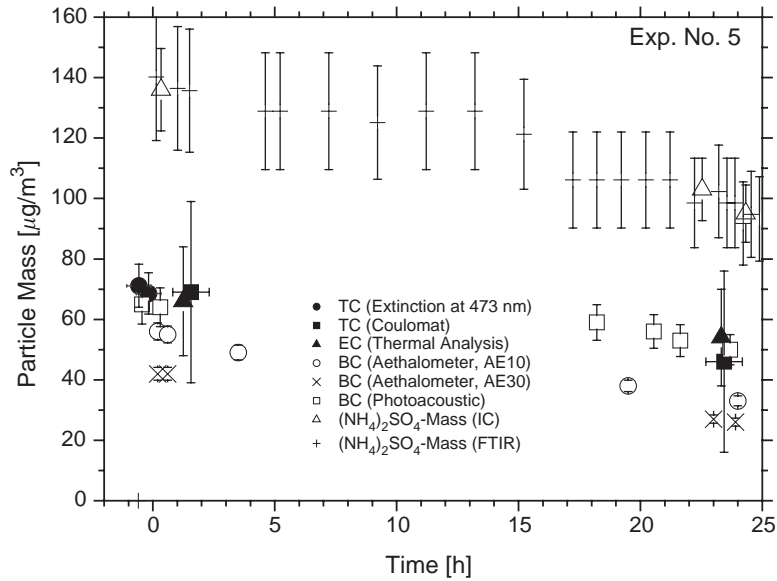 160
140
120
100
80
60
40
20
0
Particle Mass [μg/m³]
Exp. No. 5
TC (Extinction at 473 nm)
TC (Coulomat)
EC (Thermal Analysis)
BC (Aethalometer, AE10)
BC (Aethalometer, AE30)
BC (Photoacoustic)
(NH₄)₂SO₄-Mass (IC)
(NH₄)₂SO₄-Mass (FTIR)
0 5 10 15 20 25
Time [h]